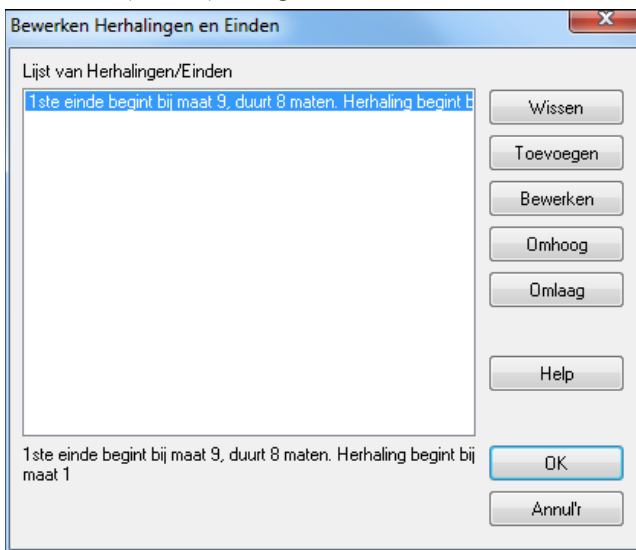 Bewerken Herhalingen en Einden
Lijst van Herhalingen/Einden
1ste einde begint bij maat 9, duurt 8 maten. Herhaling begint b
Wissen
Toevoegen
Bewerken
Omhoog
Omlaag
Help
1ste einde begint bij maat 9, duurt 8 maten. Herhaling begint bij
maat 1
OK
Annul'r